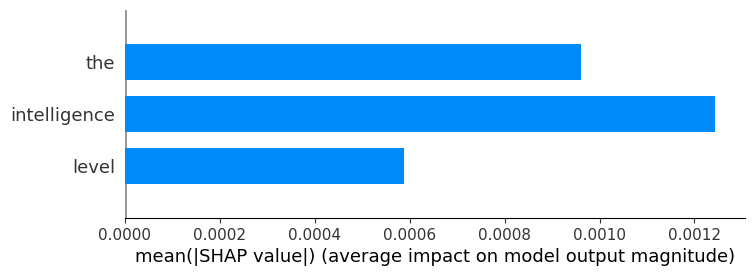 the
intelligence
level
0.0000 0.0002 0.0004 0.0006 0.0008 0.0010 0.0012
mean(|SHAP value|) (average impact on model output magnitude)